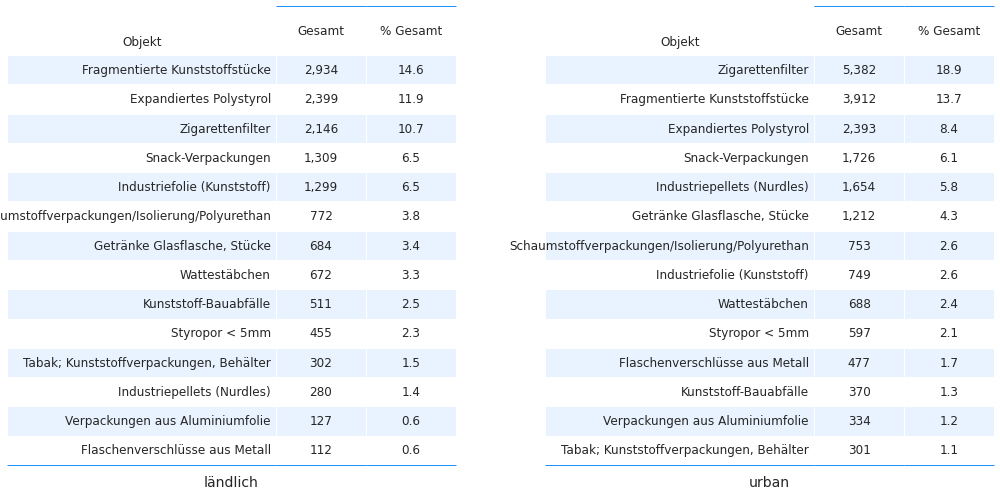 Objekt Gesamt % Gesamt
Fragmentierte Kunststoffstücke 2,934 14.6
Expandiertes Polystyrol 2,399 11.9
Zigarettenfilter 2,146 10.7
Snack-Verpackungen 1,309 6.5
Industriefolie (Kunststoff) 1,299 6.5
umstoffverpackungen/Isolierung/Polyurethan 772 3.8
Getränke Glasflasche, Stücke 684 3.4
Wattestäbchen 672 3.3
Kunststoff-Bauabfälle 511 2.5
Styropor < 5mm 455 2.3
Tabak; Kunststoffverpackungen, Behälter 302 1.5
Industriepellets (Nurdles) 280 1.4
Verpackungen aus Aluminiumfolie 127 0.6
Flaschenverschlüsse aus Metall 112 0.6
ländlich
Objekt Gesamt % Gesamt
Zigarettenfilter 5,382 18.9
Fragmentierte Kunststoffstücke 3,912 13.7
Expandiertes Polystyrol 2,393 8.4
Snack-Verpackungen 1,726 6.1
Industriepellets (Nurdles) 1,654 5.8
Getränke Glasflasche, Stücke 1,212 4.3
Schaumstoffverpackungen/Isolierung/Polyurethan 753 2.6
Industriefolie (Kunststoff) 749 2.6
Wattestäbchen 688 2.4
Styropor < 5mm 597 2.1
Flaschenverschlüsse aus Metall 477 1.7
Kunststoff-Bauabfälle 370 1.3
Verpackungen aus Aluminiumfolie 334 1.2
Tabak; Kunststoffverpackungen, Behälter 301 1.1
urban